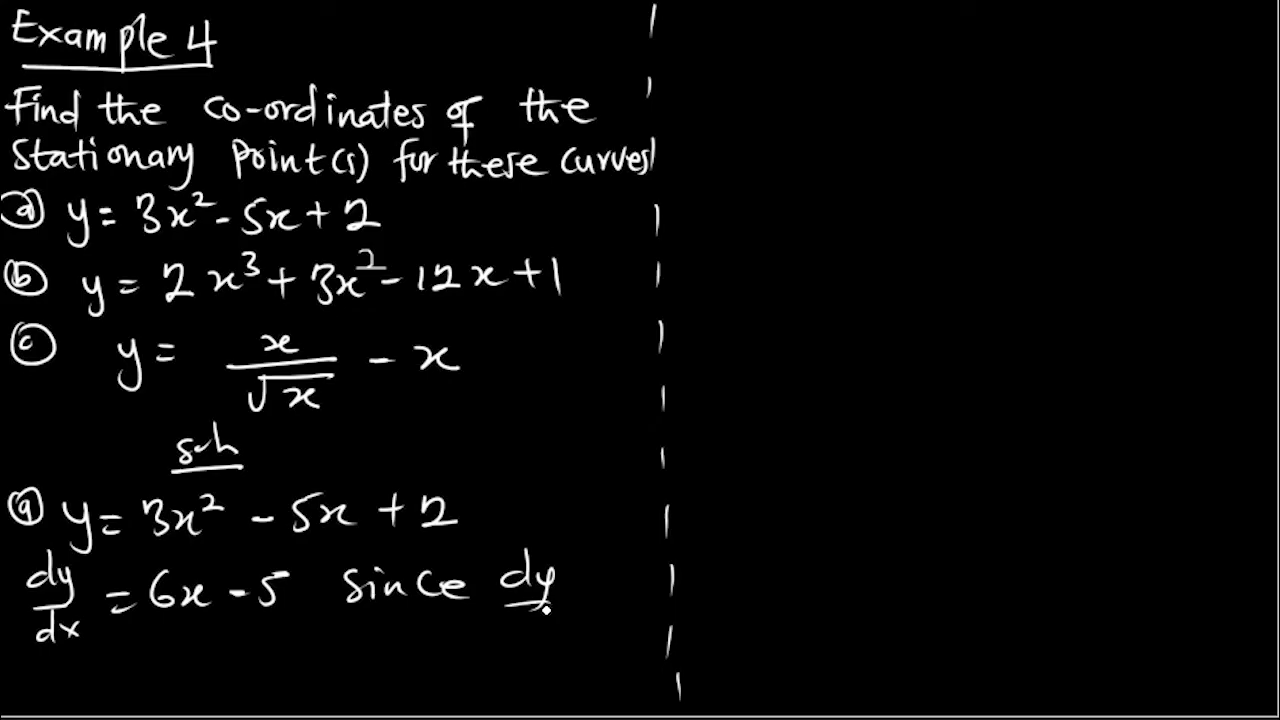 Example 4
Find the co-ordinates of the
Stationary Point(s) for these curves
(a) y = 3x² - 5x + 2
(b) y = 2x³ + 3x² - 12x + 1
(c) y = x/√x - x
soln
(a) y = 3x² - 5x + 2
dy/dx = 6x - 5 since dy